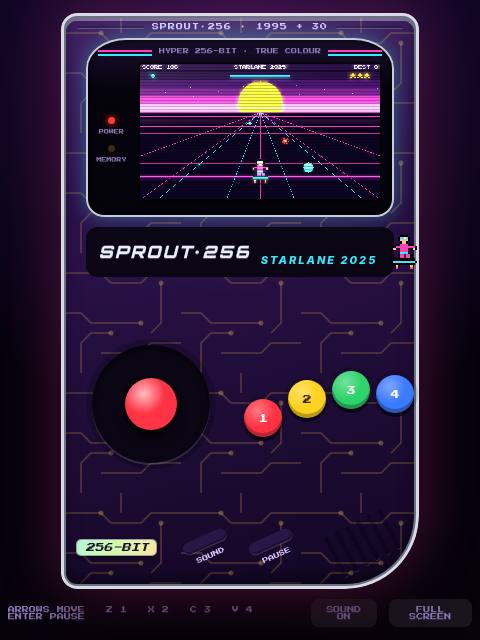 SPROUT·256 · 1995 + 30
HYPER 256-BIT · TRUE COLOUR
SCORE 106 STARLANE 2025 BEST 0
POWER
MEMORY
SPROUT·256 STARLANE 2025
1 2 3 4
256-BIT
SOUND PAUSE
ARROWS MOVE
ENTER PAUSE
Z 1 X 2 C 3 V 4
SOUND
ON
FULL
SCREEN